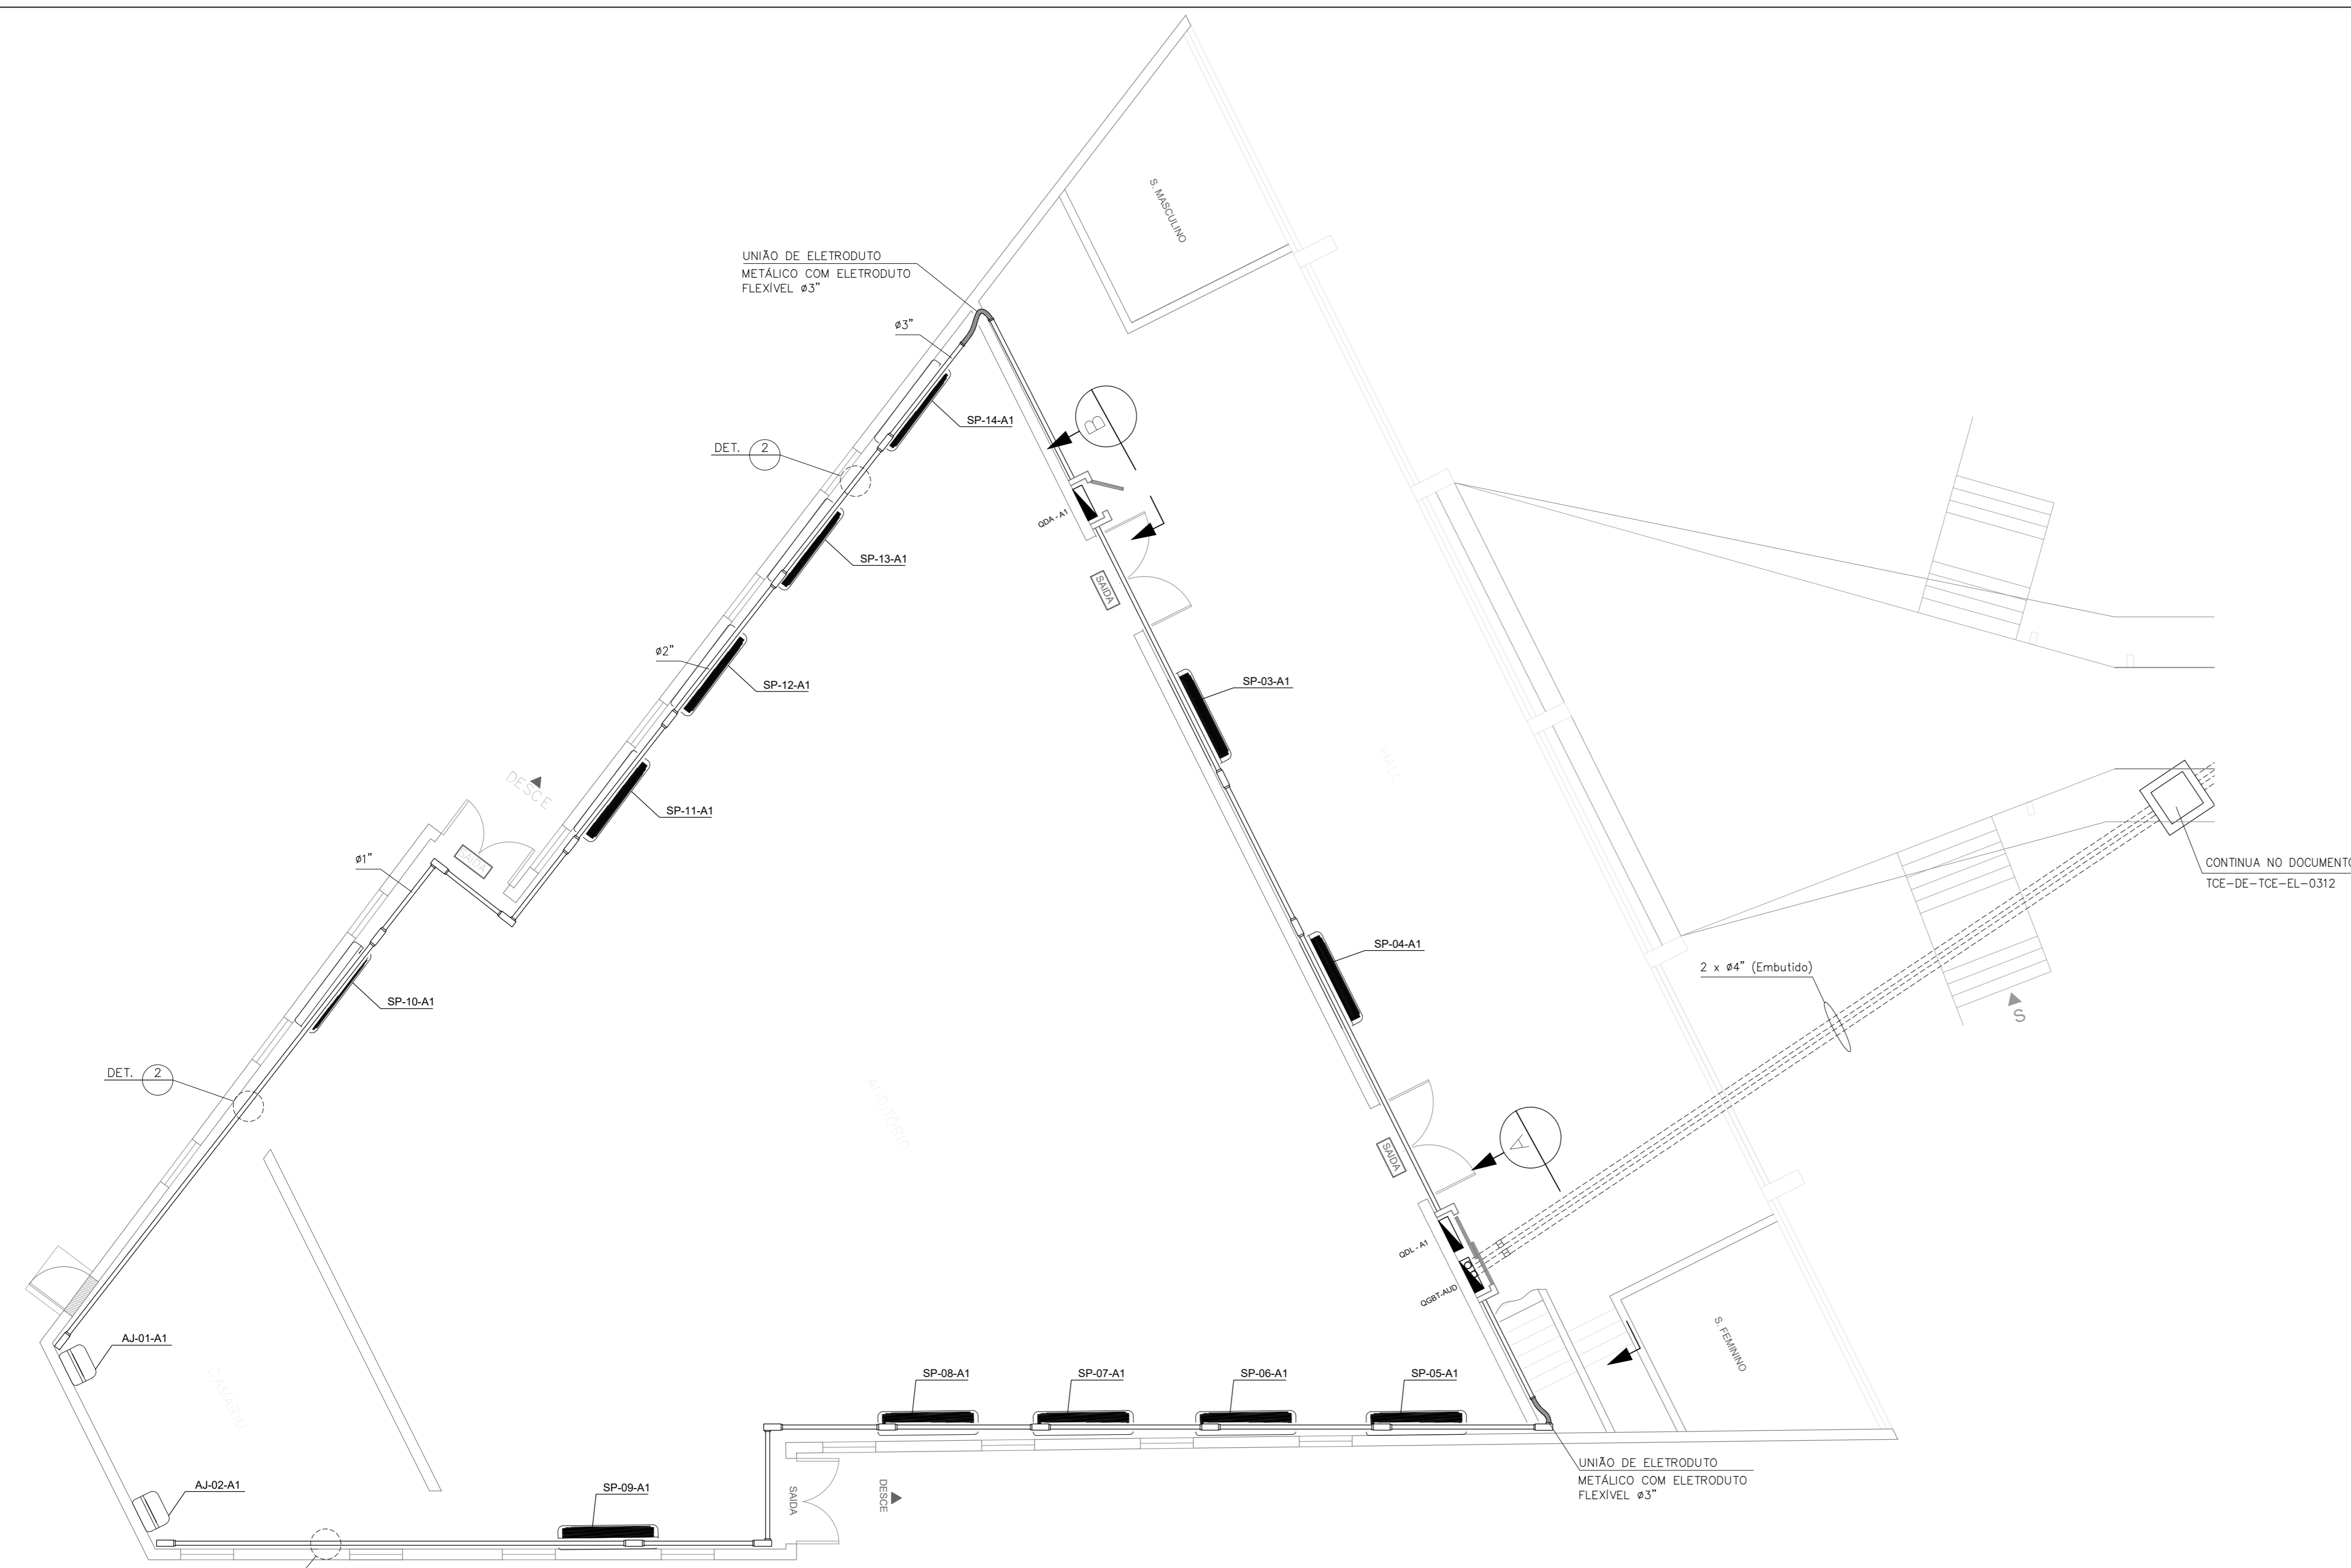 S. MASCULINO
UNIÃO DE ELETRODUTO
METÁLICO COM ELETRODUTO
FLEXÍVEL ø3"
ø3"
SP-14-A1
B
DET. 2
QDA - A1
SP-13-A1
SAIDA
ø2"
SP-12-A1
SP-03-A1
HALL
DESCE
SP-11-A1
ø1"
SAIDA
CONTINUA NO DOCUMENTO
TCE-DE-TCE-EL-0312
SP-04-A1
2 x ø4" (Embutido)
SP-10-A1
S
DET. 2
AUDITÓRIO
A
SAIDA
QDL - A1
QGBT-AUD
AJ-01-A1
S. FEMININO
CAMARIM
SP-08-A1
SP-07-A1
SP-06-A1
SP-05-A1
UNIÃO DE ELETRODUTO
METÁLICO COM ELETRODUTO
FLEXÍVEL ø3"
AJ-02-A1
SP-09-A1
SAIDA
DESCE